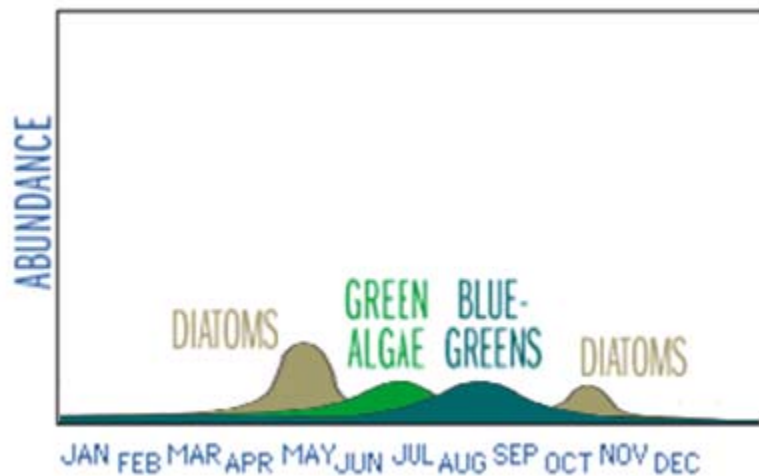 ABUNDANCE
DIATOMS
GREEN
ALGAE
BLUE-
GREENS
DIATOMS
JAN FEB MAR APR MAY JUN JUL AUG SEP OCT NOV DEC